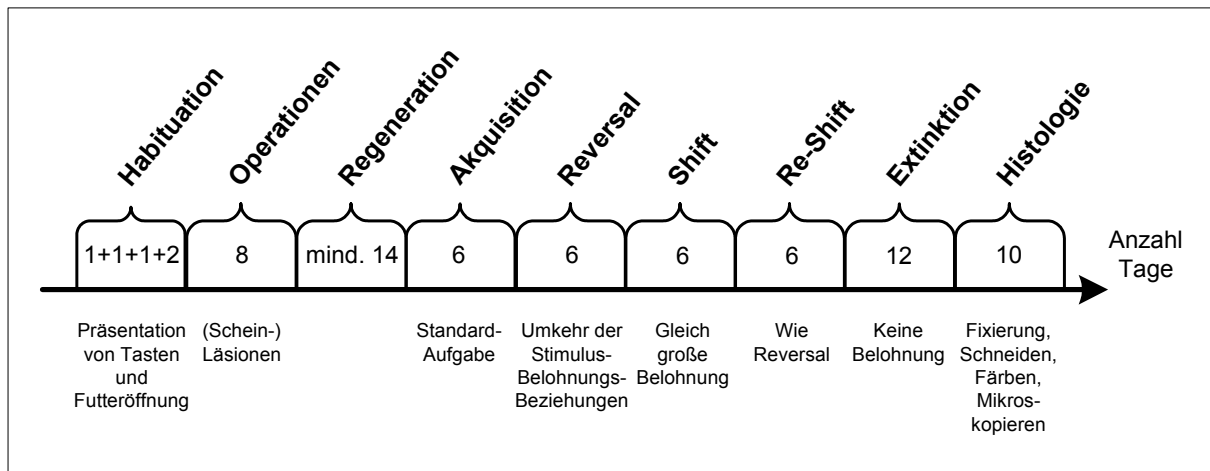 Habituation
Operationen
Regeneration
Akquisition
Reversal
Shift
Re-Shift
Extinktion
Histologie
1+1+1+2
8
mind. 14
6
6
6
6
12
10
Anzahl
Tage
Präsentation
von Tasten
und
Futteröffnung
(Schein-)
Läsionen
Standard-
Aufgabe
Umkehr der
Stimulus-
Belohnungs-
Beziehungen
Gleich
große
Belohnung
Wie
Reversal
Keine
Belohnung
Fixierung,
Schneiden,
Färben,
Mikros-
kopieren